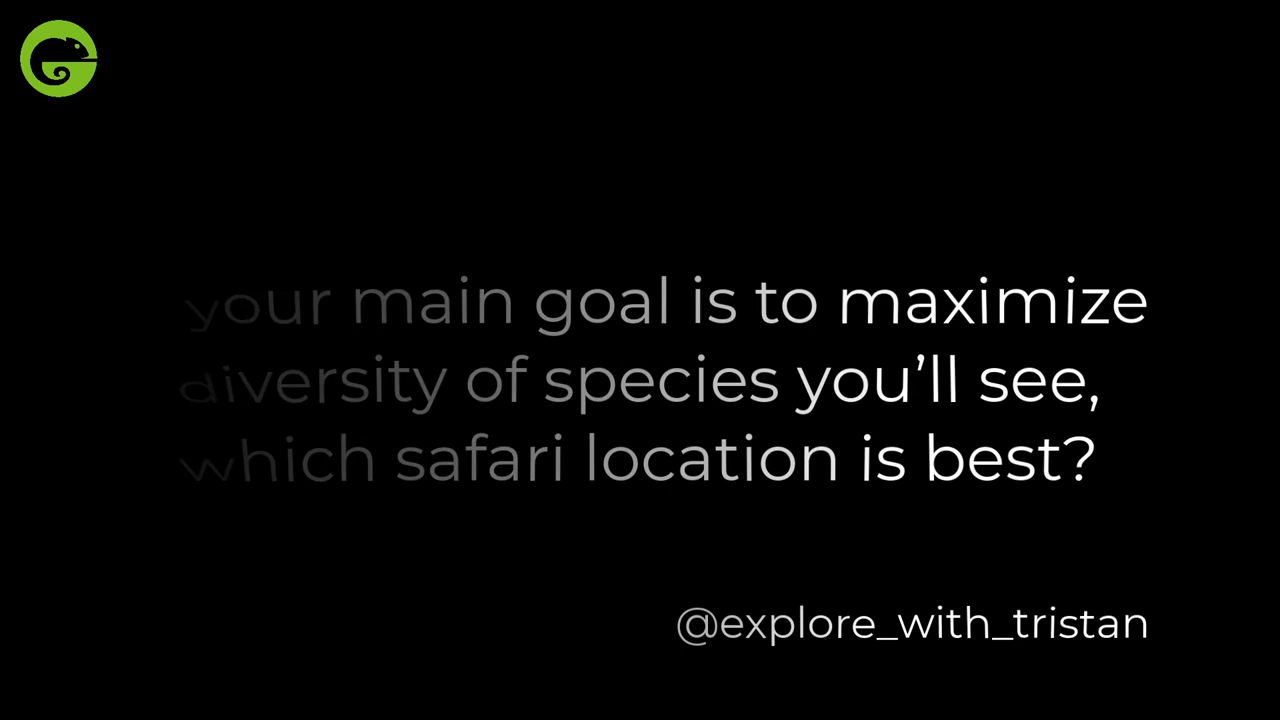 your main goal is to maximize
diversity of species you’ll see,
which safari location is best?
@explore_with_tristan